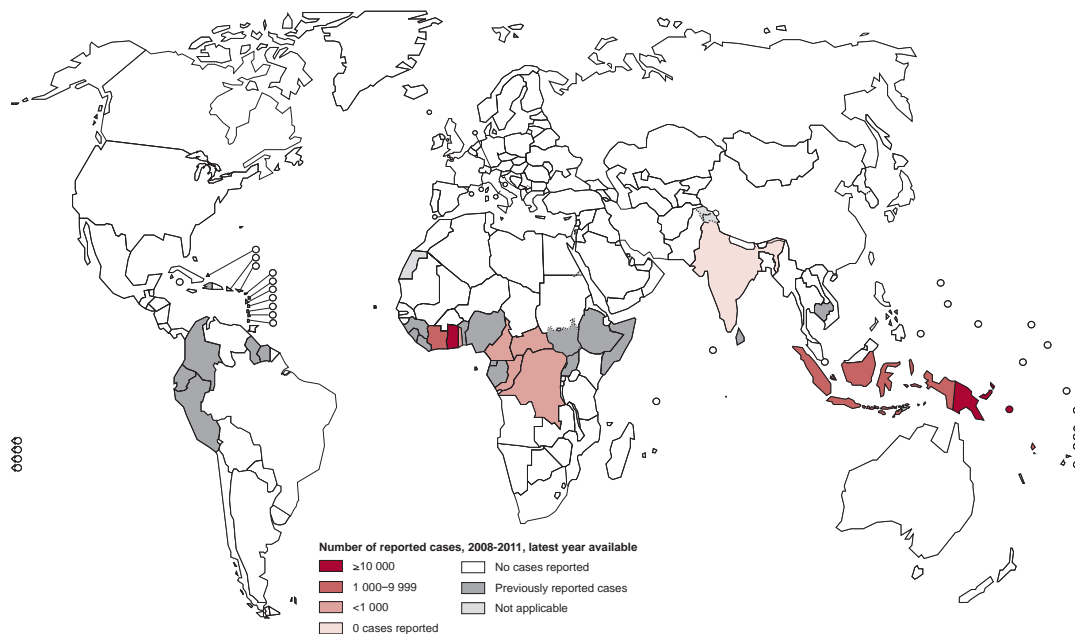 Number of reported cases, 2008-2011, latest year available
≥10 000
1 000–9 999
<1 000
0 cases reported
No cases reported
Previously reported cases
Not applicable